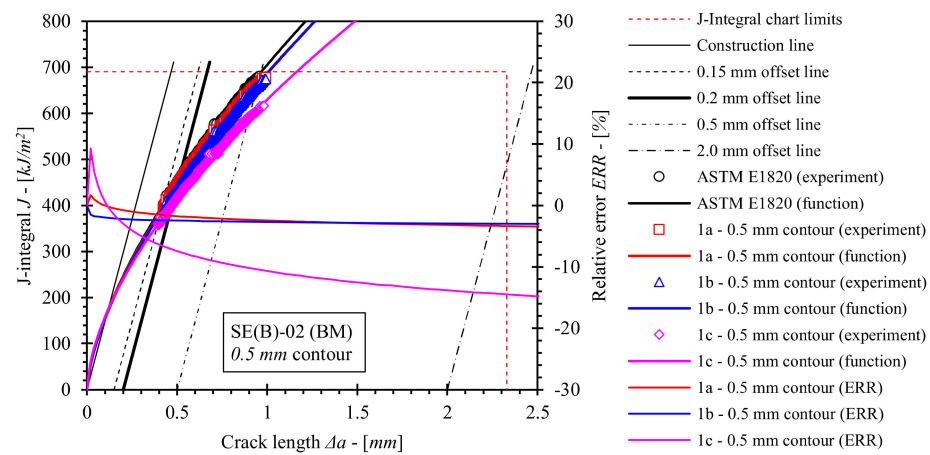 800
700
600
500
400
300
200
100
0
J-integral J - [kJ/m²]
0
0.5
1
1.5
2
2.5
Crack length Δa - [mm]
30
20
10
0
-10
-20
-30
Relative error ERR - [%]
SE(B)-02 (BM)
0.5 mm contour
J-Integral chart limits
Construction line
0.15 mm offset line
0.2 mm offset line
0.5 mm offset line
2.0 mm offset line
ASTM E1820 (experiment)
ASTM E1820 (function)
1a - 0.5 mm contour (experiment)
1a - 0.5 mm contour (function)
1b - 0.5 mm contour (experiment)
1b - 0.5 mm contour (function)
1c - 0.5 mm contour (experiment)
1c - 0.5 mm contour (function)
1a - 0.5 mm contour (ERR)
1b - 0.5 mm contour (ERR)
1c - 0.5 mm contour (ERR)